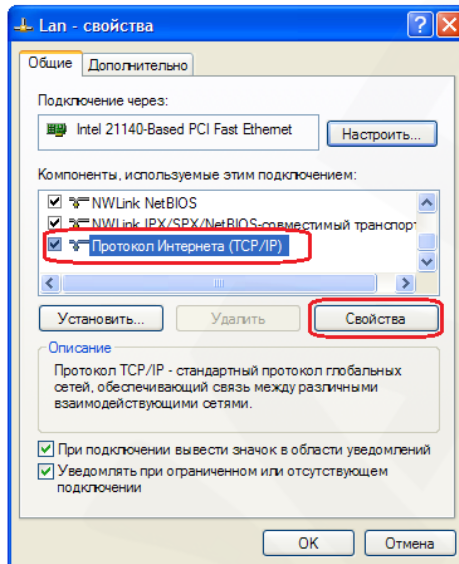 Lan - свойства
Общие
Дополнительно
Подключение через:
Intel 21140-Based PCI Fast Ethernet
Настроить...
Компоненты, используемые этим подключением:
NWLink NetBIOS
NWLink IPX/SPX/NetBIOS-совместимый транспорт
Протокол Интернета (TCP/IP)
Установить...
Удалить
Свойства
Описание
Протокол TCP/IP - стандартный протокол глобальных
сетей, обеспечивающий связь между различными
взаимодействующими сетями.
При подключении вывести значок в области уведомлений
Уведомлять при ограниченном или отсутствующем
подключении
OK
Отмена